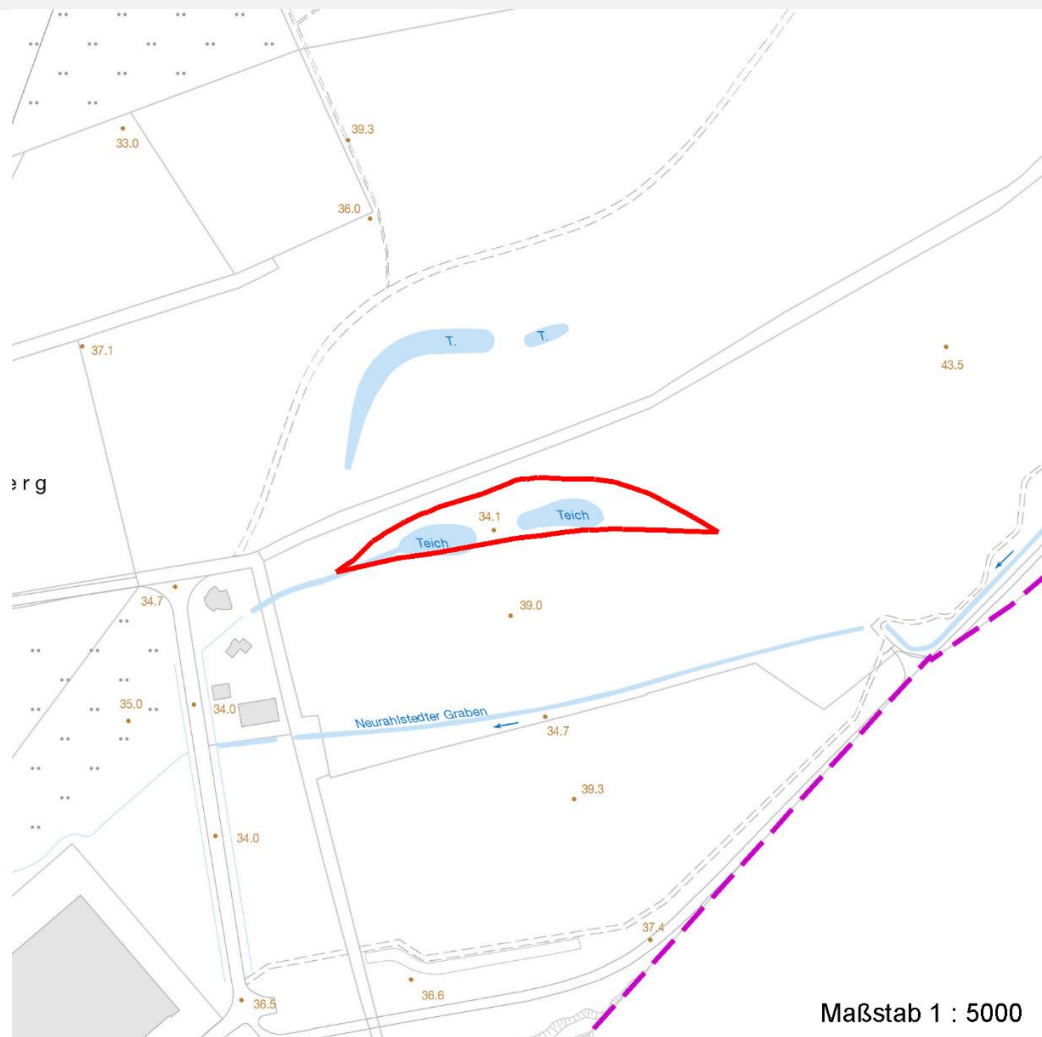 33.0
39.3
36.0
37.1
T.
T.
43.5
erg
34.1
Teich
Teich
34.7
39.0
35.0
34.0
Neurahlstedter Graben
34.7
39.3
34.0
37.4
36.6
36.5
Maßstab 1 : 5000